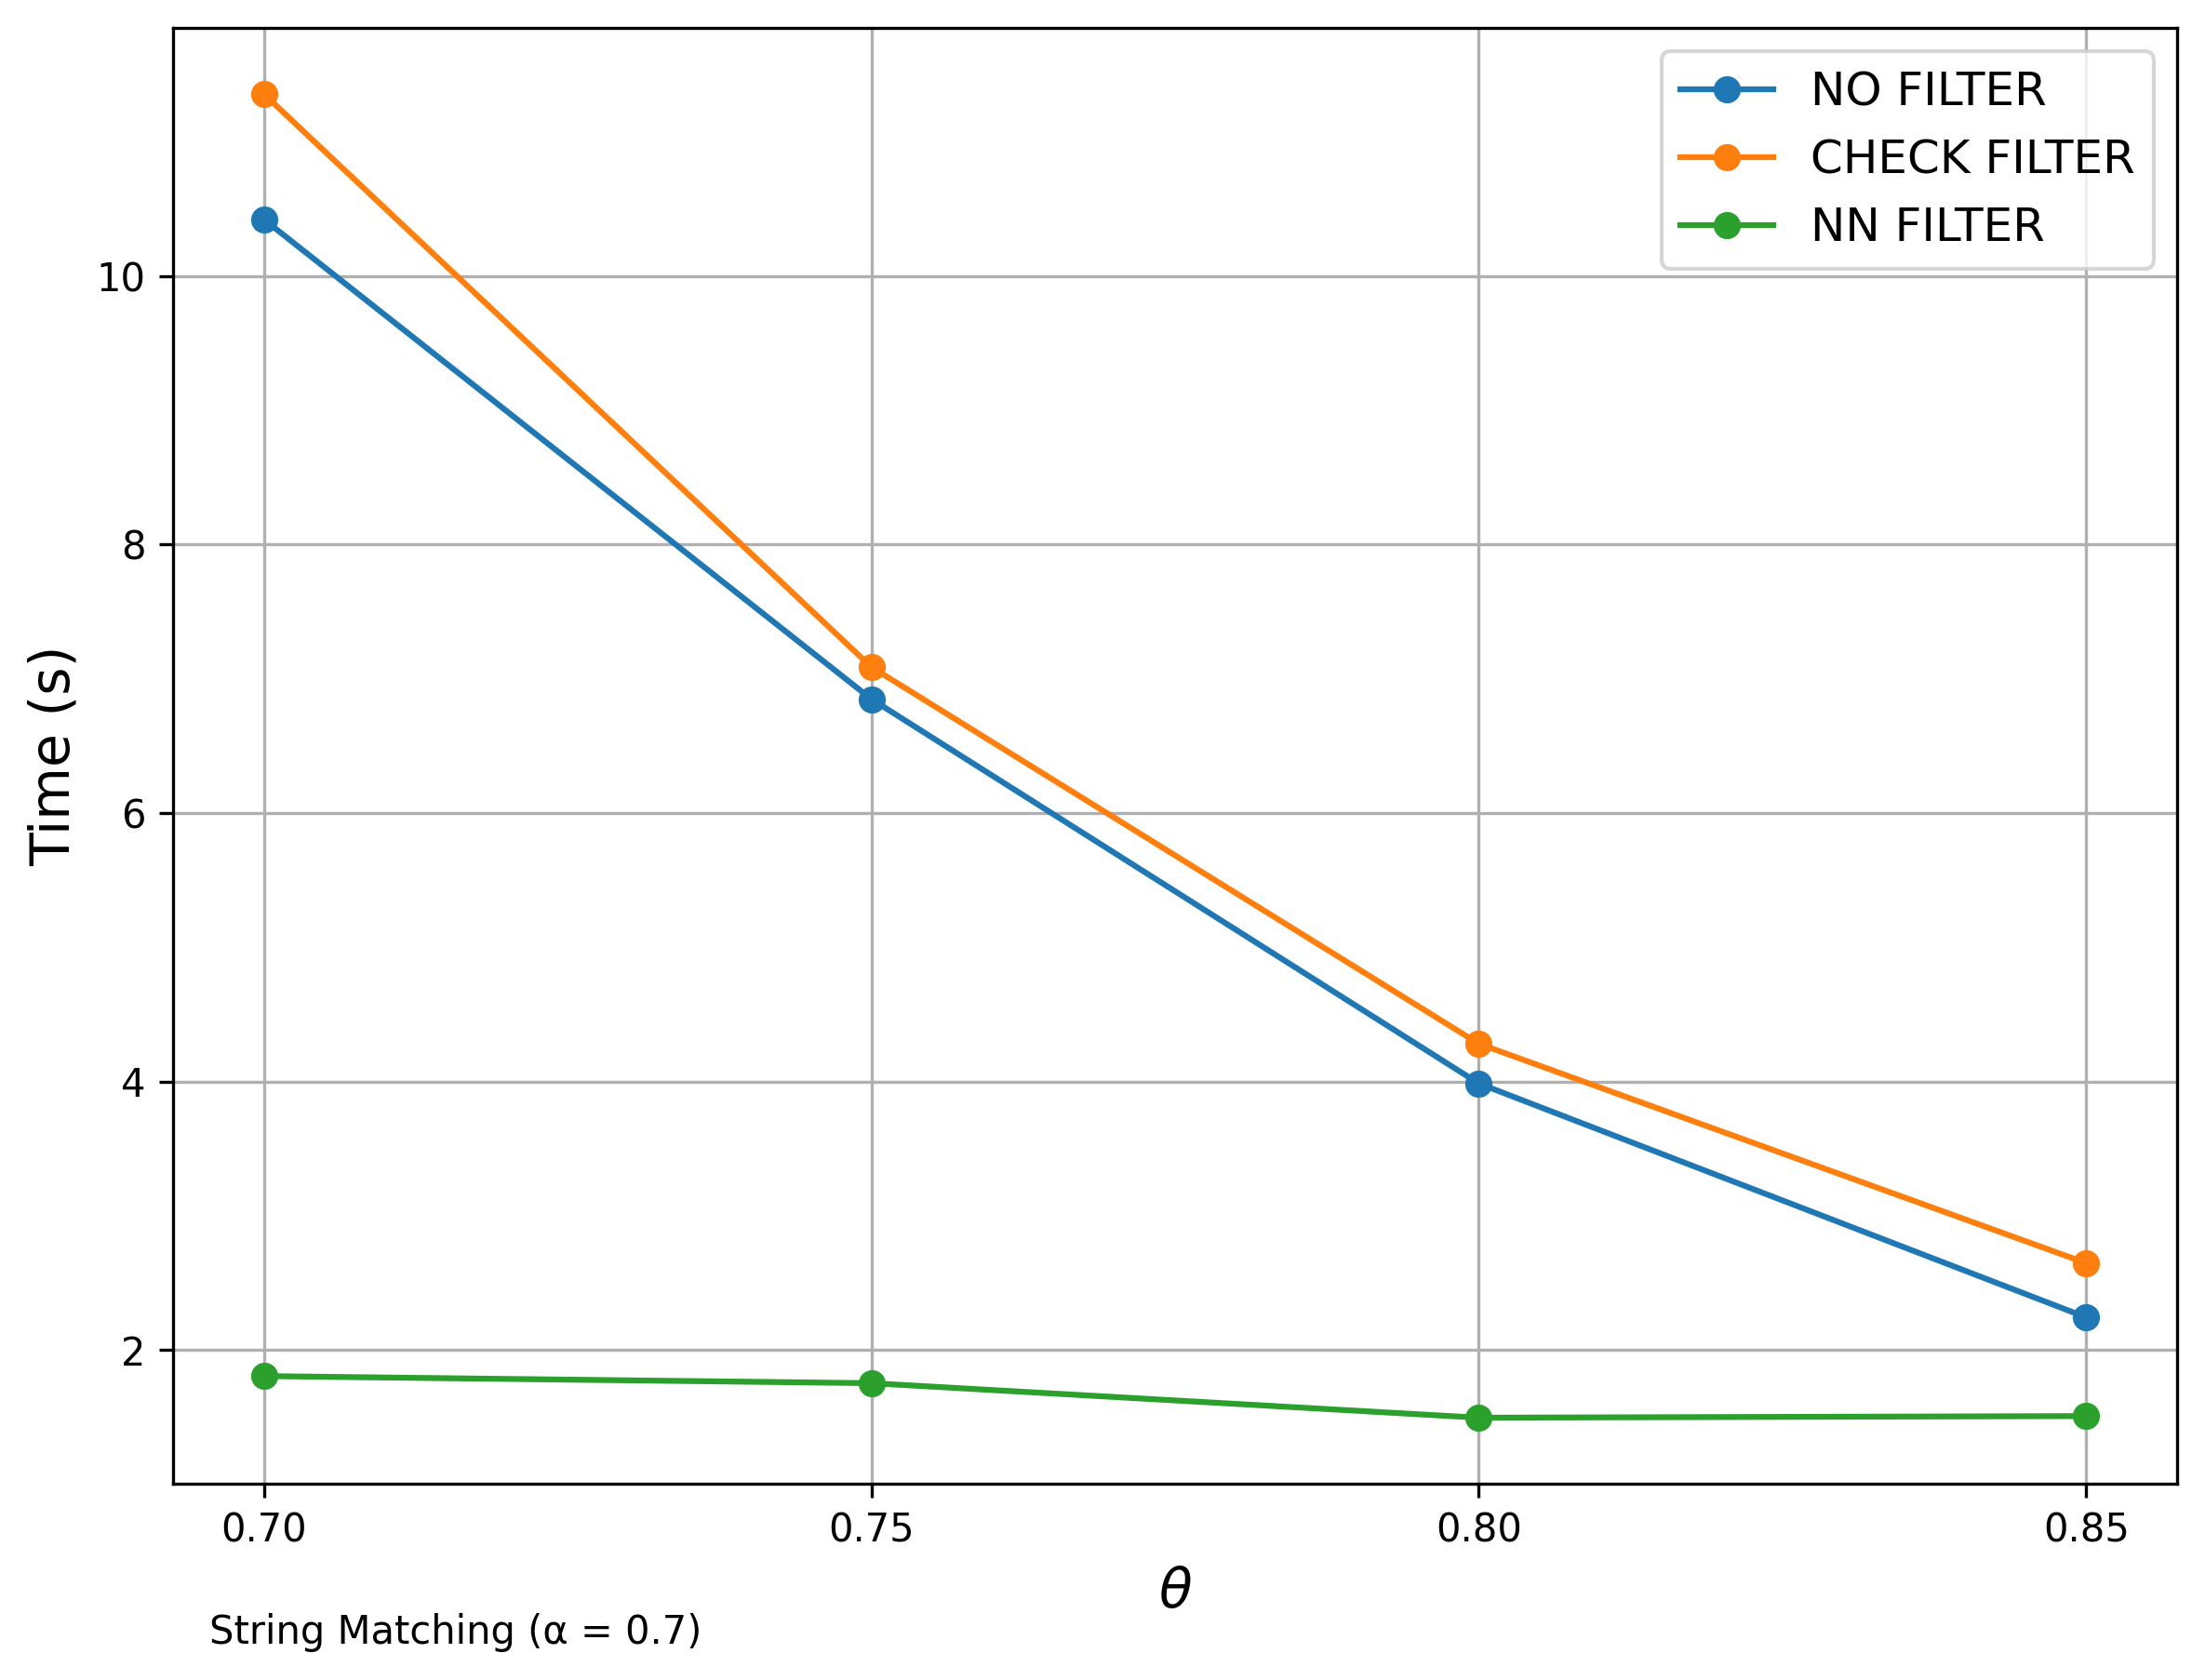 NO FILTER
CHECK FILTER
NN FILTER
10
8
6
4
2
Time (s)
0.70 0.75 0.80 0.85
θ
String Matching (α = 0.7)